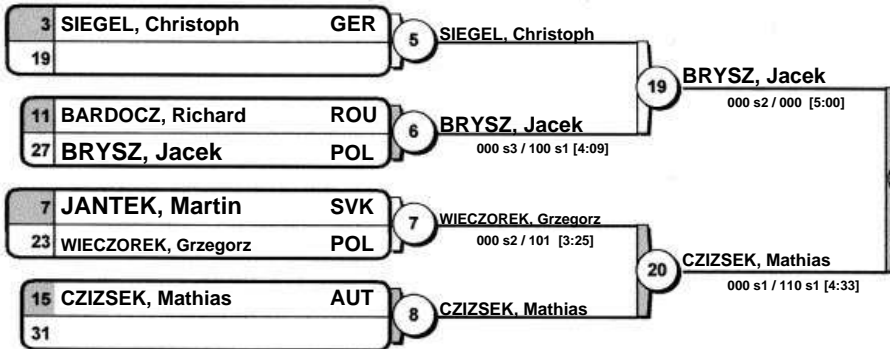 3 SIEGEL, Christoph GER
19
5 SIEGEL, Christoph
11 BARDOCZ, Richard ROU
27 BRYSZ, Jacek POL
6 BRYSZ, Jacek
000 s3 / 100 s1 [4:09]
19 BRYSZ, Jacek
000 s2 / 000 [5:00]
7 JANTEK, Martin SVK
23 WIECZOREK, Grzegorz POL
7 WIECZOREK, Grzegorz
000 s2 / 101 [3:25]
15 CZIZSEK, Mathias AUT
31
8 CZIZSEK, Mathias
20 CZIZSEK, Mathias
000 s1 / 110 s1 [4:33]